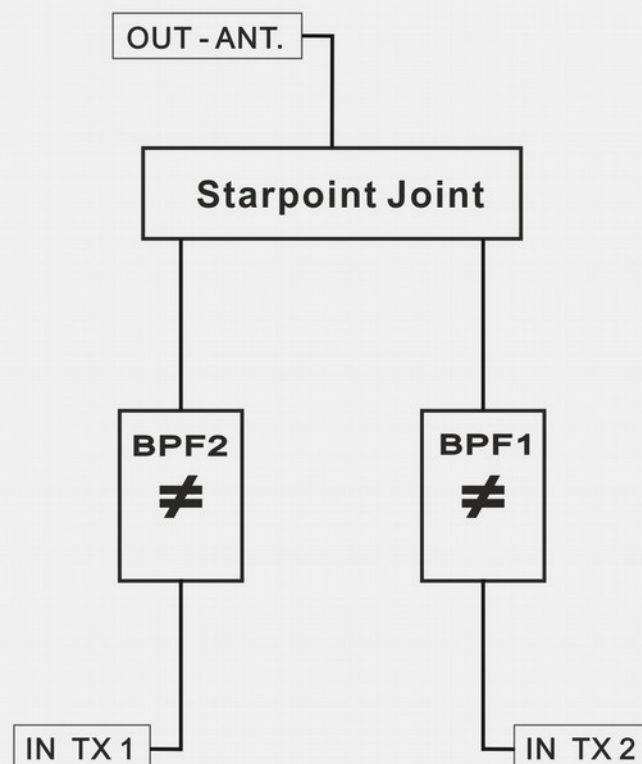 OUT - ANT.
Starpoint Joint
BPF2
≠
BPF1
≠
IN TX 1
IN TX 2